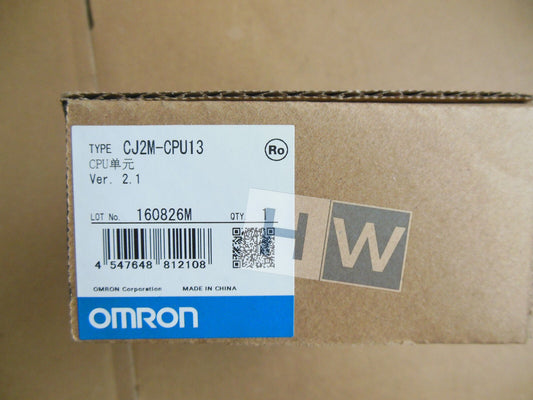 TYPE CJ2M-CPU13
Ro
CPU单元
Ver. 2.1
LOT No. 160826M QTY. 1
4 547648 812108
OMRON Corporation MADE IN CHINA
OMRON
HW